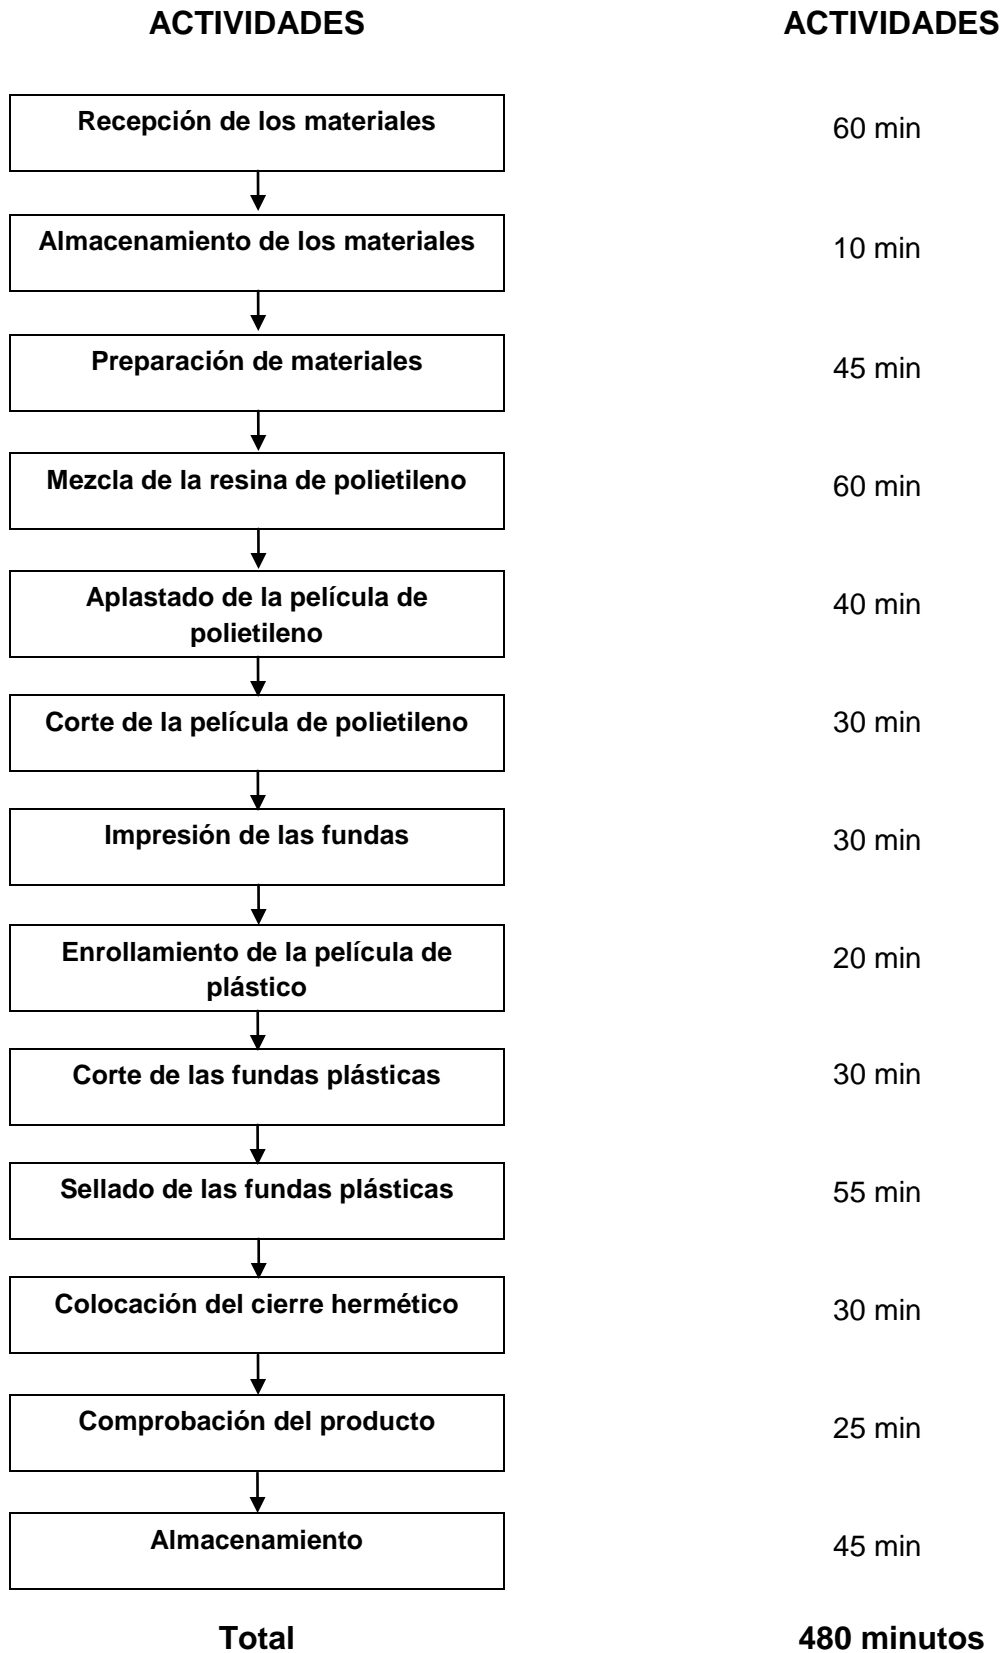 ACTIVIDADES ACTIVIDADES
Recepción de los materiales 60 min
Almacenamiento de los materiales 10 min
Preparación de materiales 45 min
Mezcla de la resina de polietileno 60 min
Aplastado de la película de
polietileno 40 min
Corte de la película de polietileno 30 min
Impresión de las fundas 30 min
Enrollamiento de la película de
plástico 20 min
Corte de las fundas plásticas 30 min
Sellado de las fundas plásticas 55 min
Colocación del cierre hermético 30 min
Comprobación del producto 25 min
Almacenamiento 45 min
Total 480 minutos